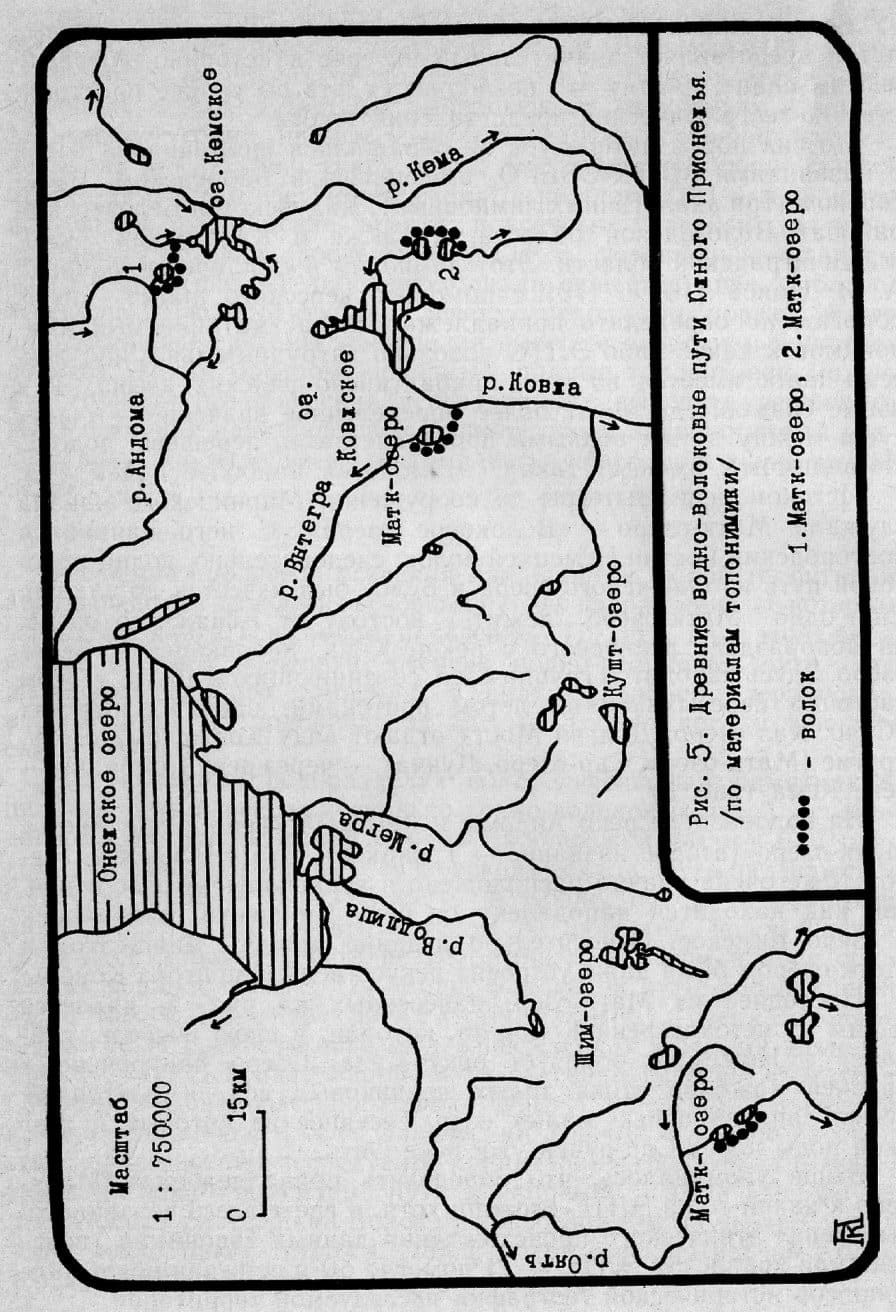 Онежское озеро
Масштаб
1 : 750000
0 15км
р.Андома
1
оз.Кемское
р.Вытегра
оз.
Ковжское
Матк-озеро
р.Водлица
р.Мегра
2
р.Кема
р.Ковжа
р.Оять
Шим-озеро
Кушт-озеро
Матк-озеро
Рис. 5. Древние водно-волоковые пути Южного Прионежья.
/по материалам топонимики/
- волок
1.Матк-озеро, 2.Матк-озеро